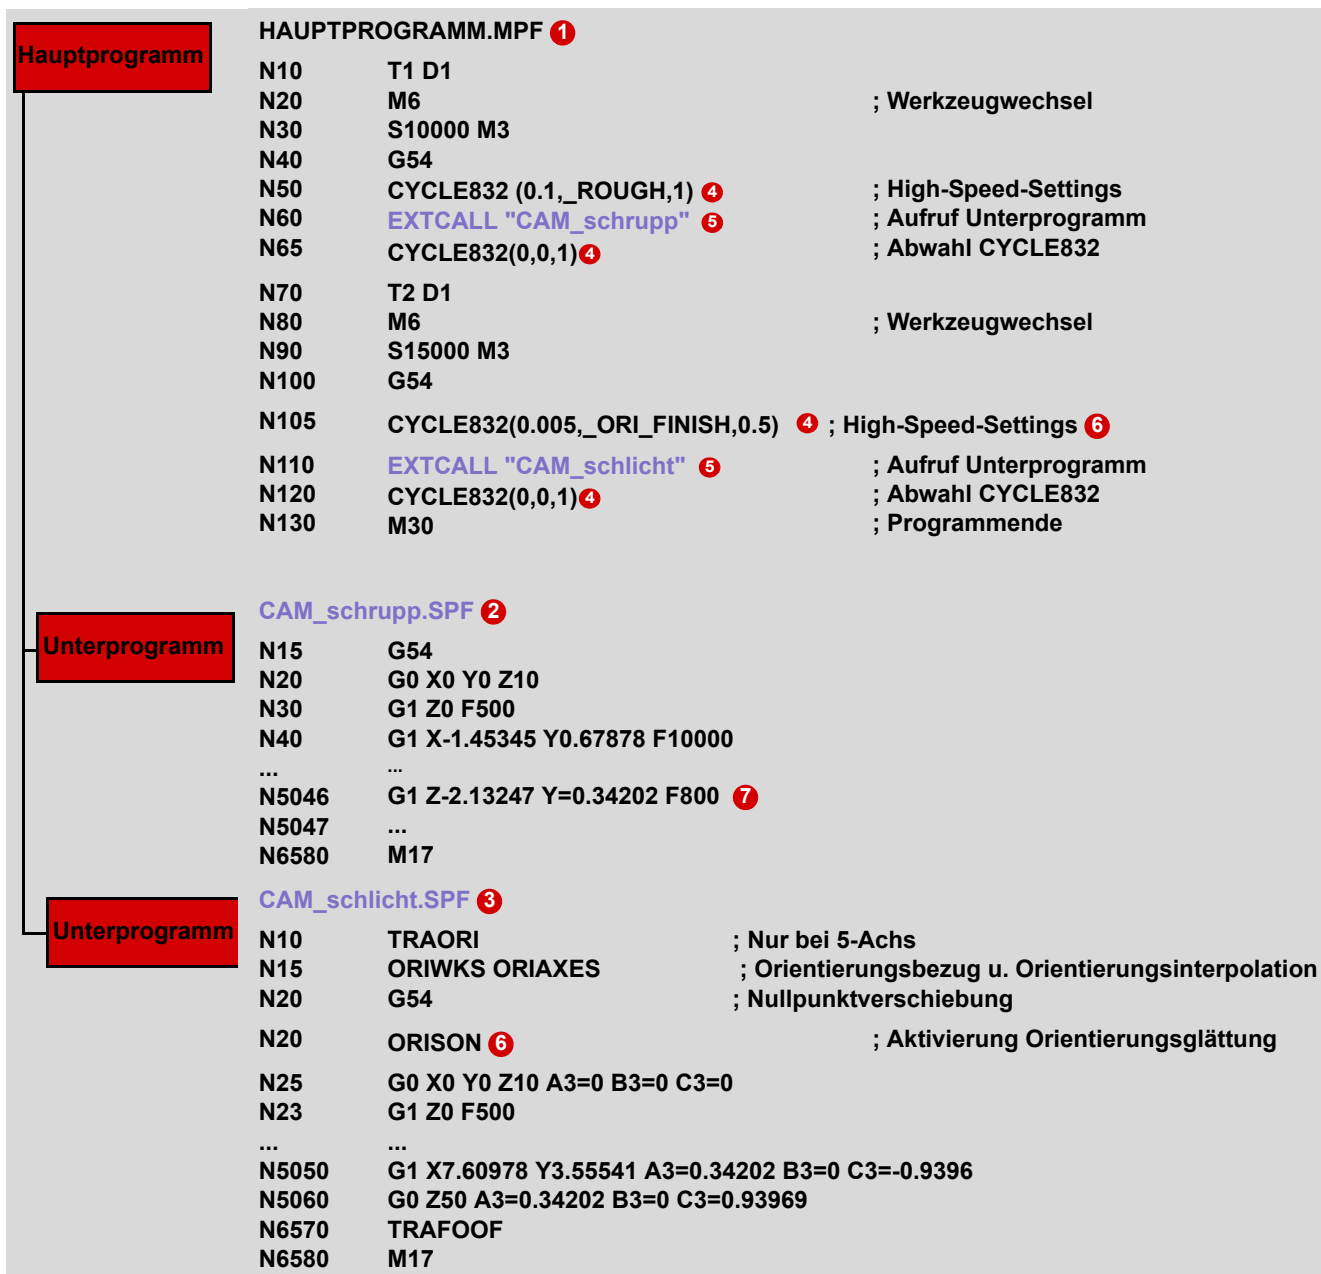 Hauptprogramm
HAUPTPROGRAMM.MPF 1
N10 T1 D1
N20 M6 ; Werkzeugwechsel
N30 S10000 M3
N40 G54
N50 CYCLE832 (0.1,_ROUGH,1) 4 ; High-Speed-Settings
N60 EXTCALL "CAM_schrupp" 5 ; Aufruf Unterprogramm
N65 CYCLE832(0,0,1) 4 ; Abwahl CYCLE832
N70 T2 D1
N80 M6 ; Werkzeugwechsel
N90 S15000 M3
N100 G54
N105 CYCLE832(0.005,_ORI_FINISH,0.5) 4 ; High-Speed-Settings 6
N110 EXTCALL "CAM_schlicht" 5 ; Aufruf Unterprogramm
N120 CYCLE832(0,0,1) 4 ; Abwahl CYCLE832
N130 M30 ; Programmende
Unterprogramm
CAM_schrupp.SPF 2
N15 G54
N20 G0 X0 Y0 Z10
N30 G1 Z0 F500
N40 G1 X-1.45345 Y0.67878 F10000
... ...
N5046 G1 Z-2.13247 Y=0.34202 F800 7
N5047 ...
N6580 M17
Unterprogramm
CAM_schlicht.SPF 3
N10 TRAORI ; Nur bei 5-Achs
N15 ORIWKS ORIAXES ; Orientierungsbezug u. Orientierungsinterpolation
N20 G54 ; Nullpunktverschiebung
N20 ORISON 6 ; Aktivierung Orientierungsglättung
N25 G0 X0 Y0 Z10 A3=0 B3=0 C3=0
N23 G1 Z0 F500
... ...
N5050 G1 X7.60978 Y3.55541 A3=0.34202 B3=0 C3=-0.9396
N5060 G0 Z50 A3=0.34202 B3=0 C3=0.93969
N6570 TRAFOOF
N6580 M17